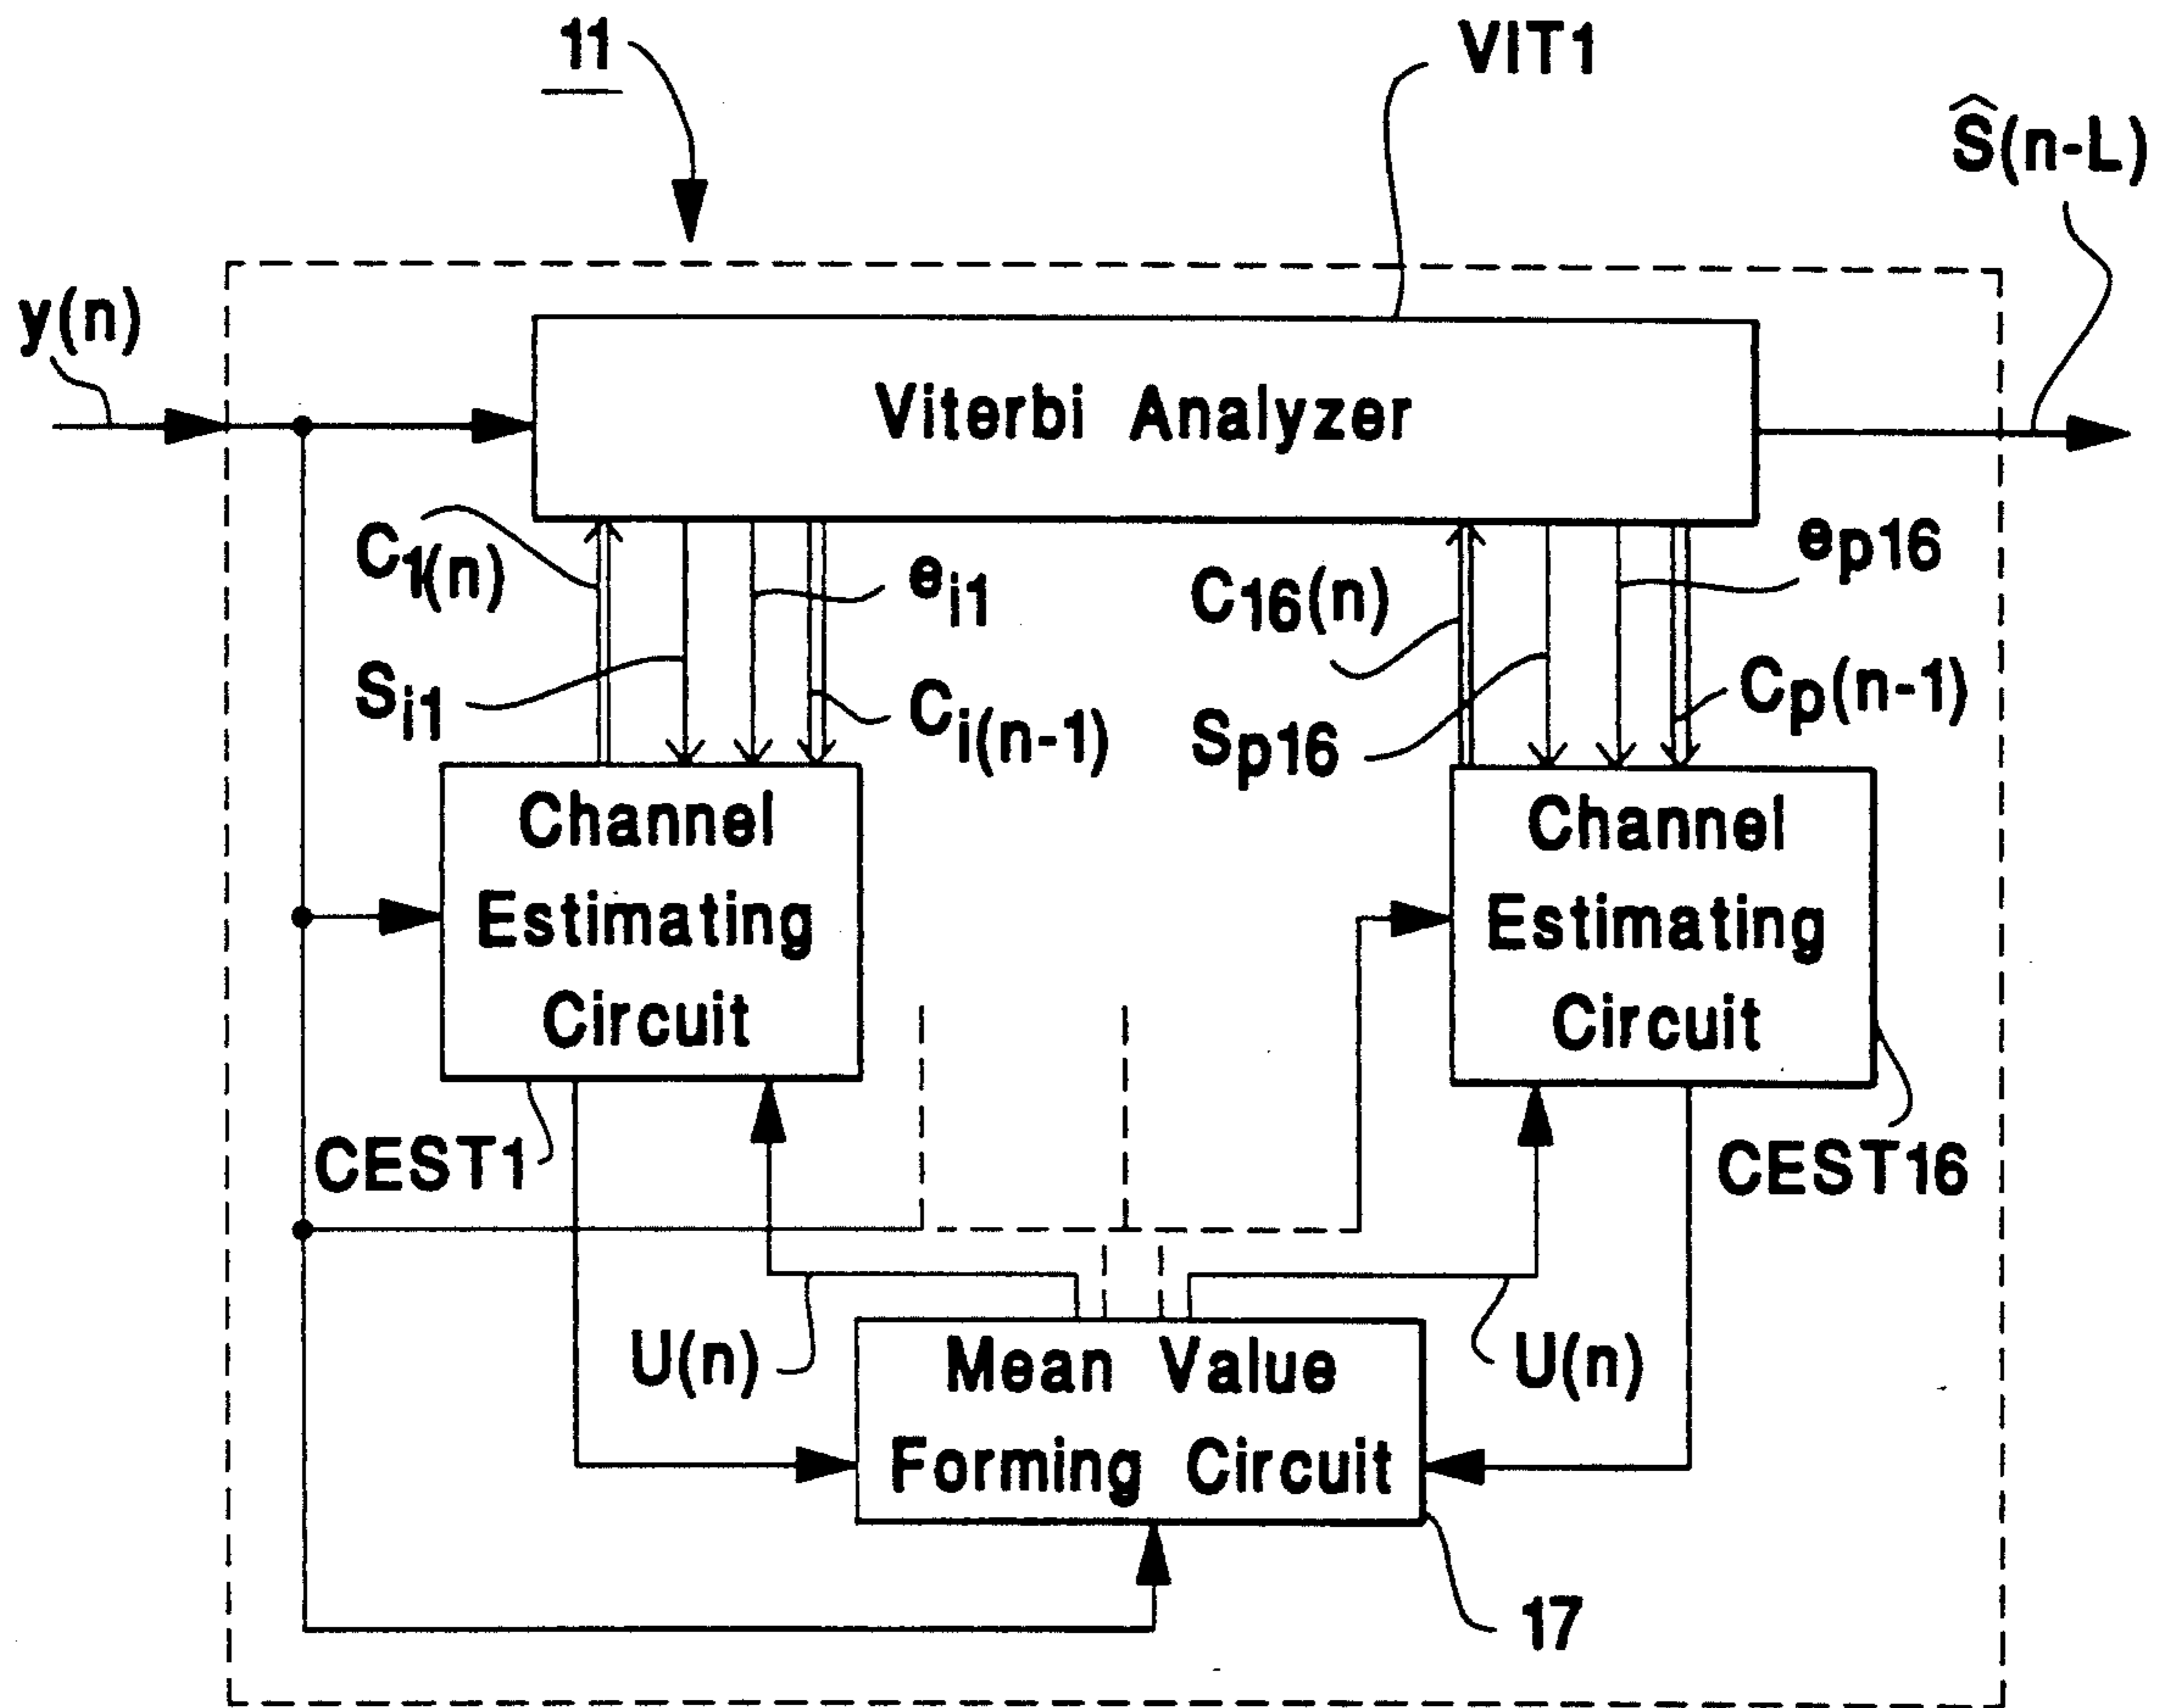 11
VIT1
Ŝ(n-L)
y(n)
Viterbi Analyzer
C1(n)
ei1
C16(n)
ep16
Si1
Ci(n-1)
Sp16
Cp(n-1)
Channel
Estimating
Circuit
Channel
Estimating
Circuit
CEST1
CEST16
U(n)
Mean Value
Forming Circuit
U(n)
17